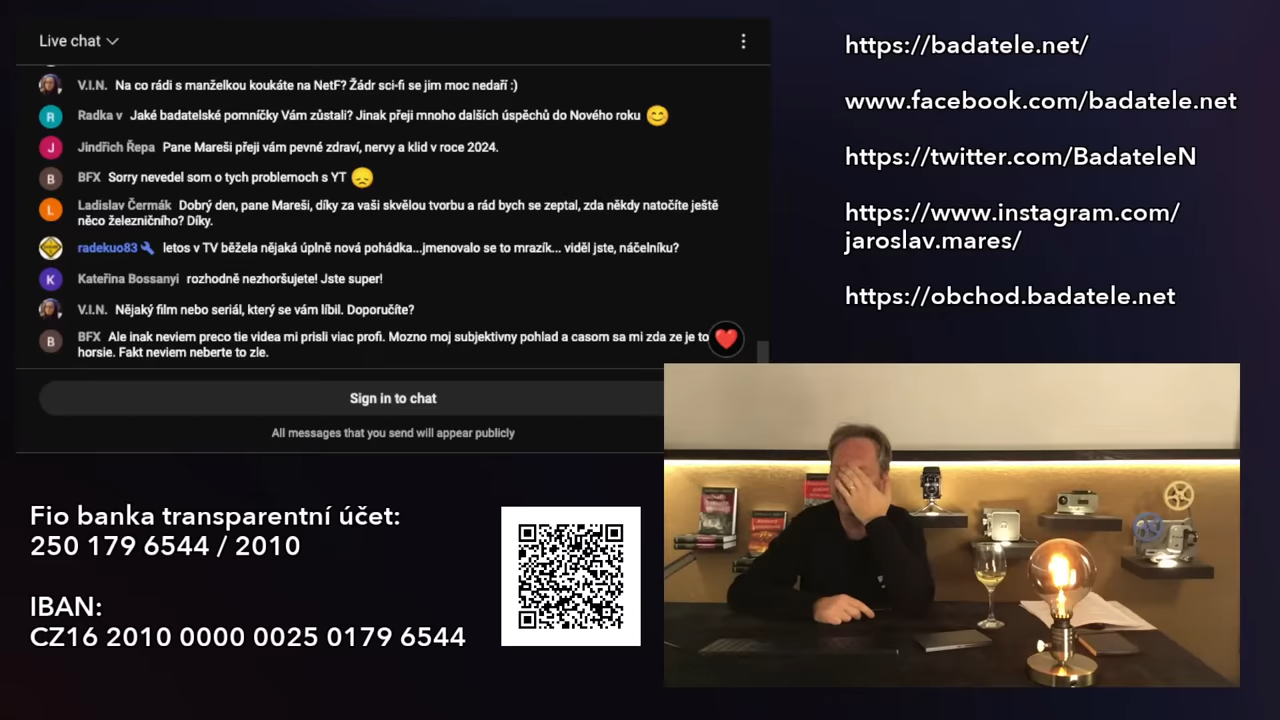 Live chat
V.I.N. Na co rádi s manželkou koukáte na NetF? Žádr sci-fi se jim moc nedaří :)
R Radka v Jaké badatelské pomníčky Vám zůstali? Jinak přeji mnoho dalších úspěchů do Nového roku
J Jindřich Řepa Pane Mareši přeji vám pevné zdraví, nervy a klid v roce 2024.
B BFX Sorry nevedel som o tych problemoch s YT
L Ladislav Čermák Dobrý den, pane Mareši, díky za vaši skvělou tvorbu a rád bych se zeptal, zda někdy natočíte ještě
něco železničního? Díky.
radekuo83 letos v TV běžela nějaká úplně nová pohádka...jmenovalo se to mrazík... viděl jste, náčelníku?
K Kateřina Bossanyi rozhodně nezhoršujete! Jste super!
V.I.N. Nějaký film nebo seriál, který se vám líbil. Doporučíte?
B BFX Ale inak neviem preco tie videa mi prisli viac profi. Mozno moj subjektivny pohlad a casom sa mi zda ze je to
horsie. Fakt neviem neberte to zle.
Sign in to chat
All messages that you send will appear publicly
https://badatele.net/
www.facebook.com/badatele.net
https://twitter.com/BadateleN
https://www.instagram.com/
jaroslav.mares/
https://obchod.badatele.net
Fio banka transparentní účet:
250 179 6544 / 2010
IBAN:
CZ16 2010 0000 0025 0179 6544